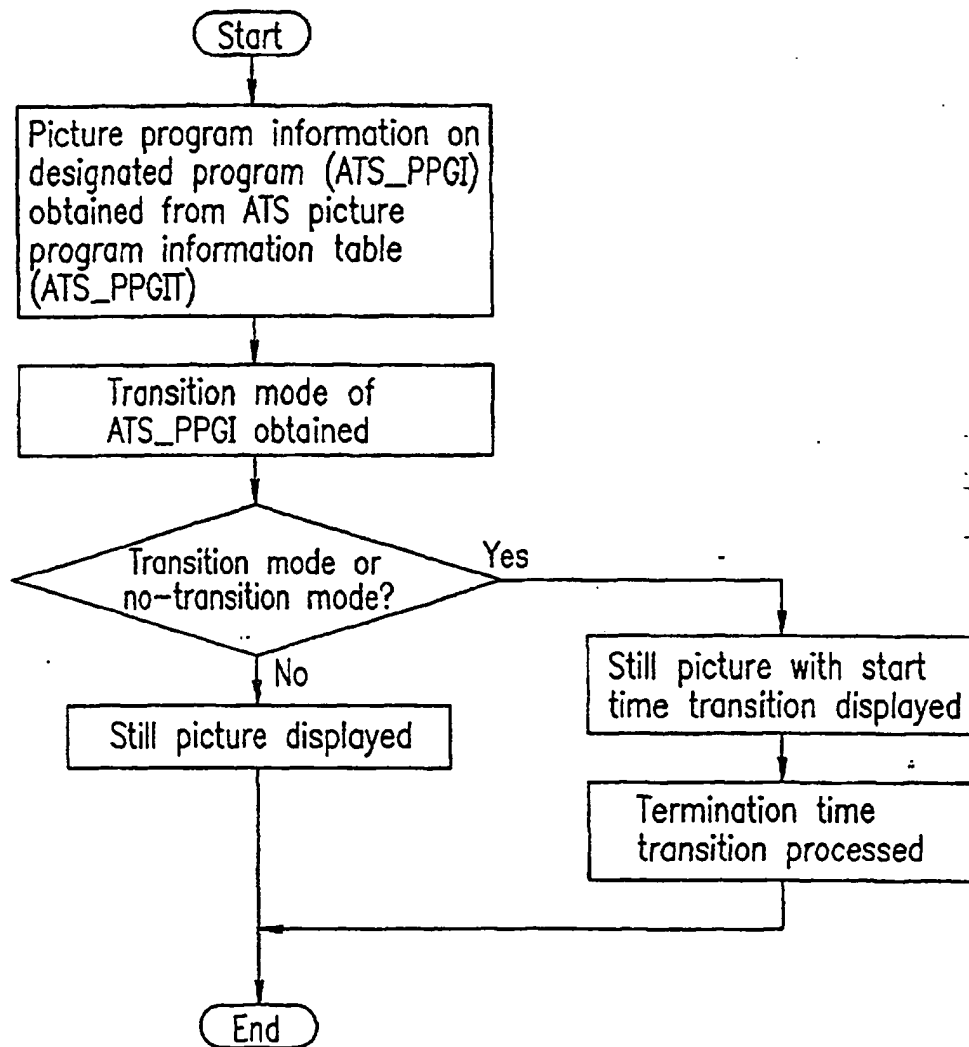 Start
Picture program information on
designated program (ATS_PPGI)
obtained from ATS picture
program information table
(ATS_PPGIT)
Transition mode of
ATS_PPGI obtained
Transition mode or
no-transition mode?
Yes
No
Still picture displayed
Still picture with start
time transition displayed
Termination time
transition processed
End